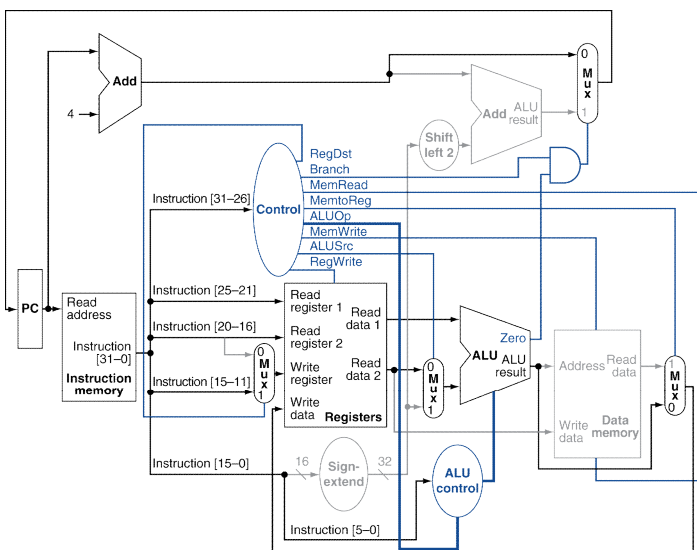 Add
4
Add
ALU
result
0
M
u
x
1
Shift
left 2
RegDst
Branch
MemRead
MemtoReg
ALUOp
MemWrite
ALUSrc
RegWrite
Control
Instruction [31–26]
Instruction [25–21]
Instruction [20–16]
Instruction [15–11]
Instruction [15–0]
Instruction [5–0]
PC
Read
address
Instruction
[31–0]
Instruction
memory
0
M
u
x
1
Read
register 1
Read
register 2
Write
register
Write
data
Read
data 1
Read
data 2
Registers
0
M
u
x
1
Zero
ALU
ALU
result
Address
Read
data
Write
data
Data
memory
1
M
u
x
0
16
Sign-
extend
32
ALU
control